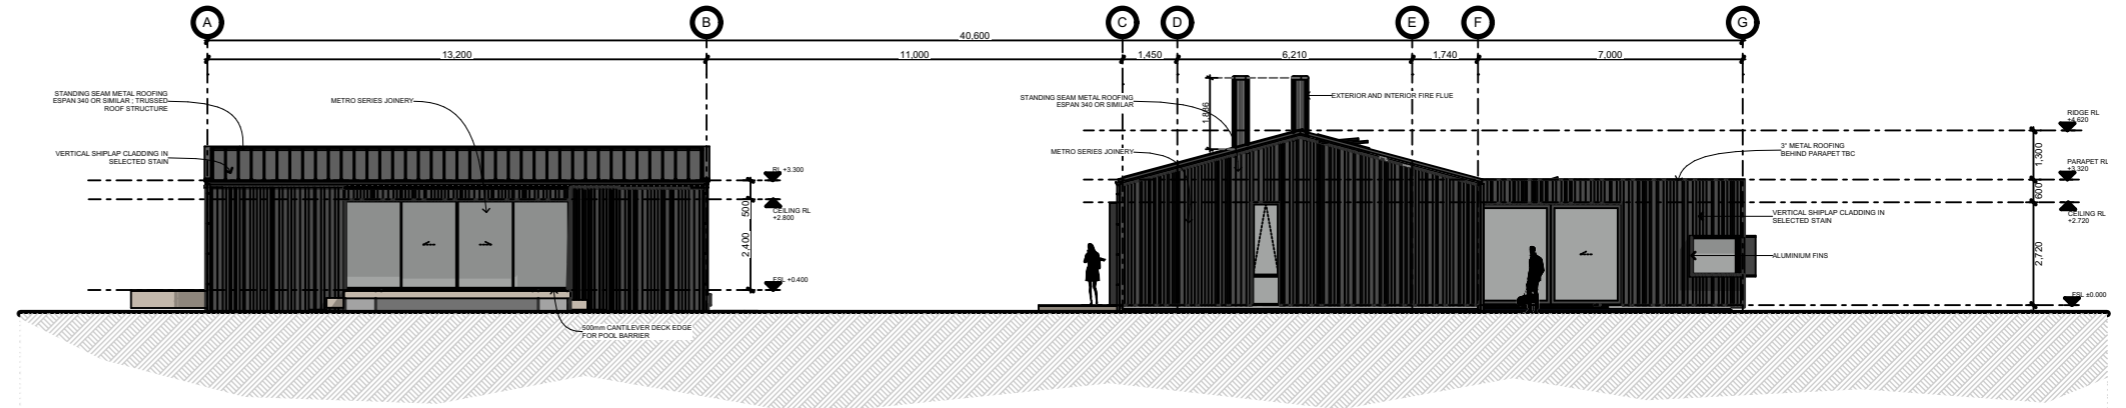 A
B
C
D
E
F
G
40,600
13,200
11,000
1,450
6,210
1,740
7,000
STANDING SEAM METAL ROOFING
ESPAN 340 OR SIMILAR ; TRUSSED
ROOF STRUCTURE
METRO SERIES JOINERY
VERTICAL SHIPLAP CLADDING IN
SELECTED STAIN
RL +3.300
500
CEILING RL
+2.800
2,400
FSL +0.400
500mm CANTILEVER DECK EDGE
FOR POOL BARRIER
STANDING SEAM METAL ROOFING
ESPAN 340 OR SIMILAR
METRO SERIES JOINERY
EXTERIOR AND INTERIOR FIRE FLUE
RIDGE RL
+4.620
3° METAL ROOFING
BEHIND PARAPET TBC
1,300
PARAPET RL
+3.320
600
CEILING RL
+2.720
VERTICAL SHIPLAP CLADDING IN
SELECTED STAIN
2,720
ALUMINIUM FINS
FSL ±0.000